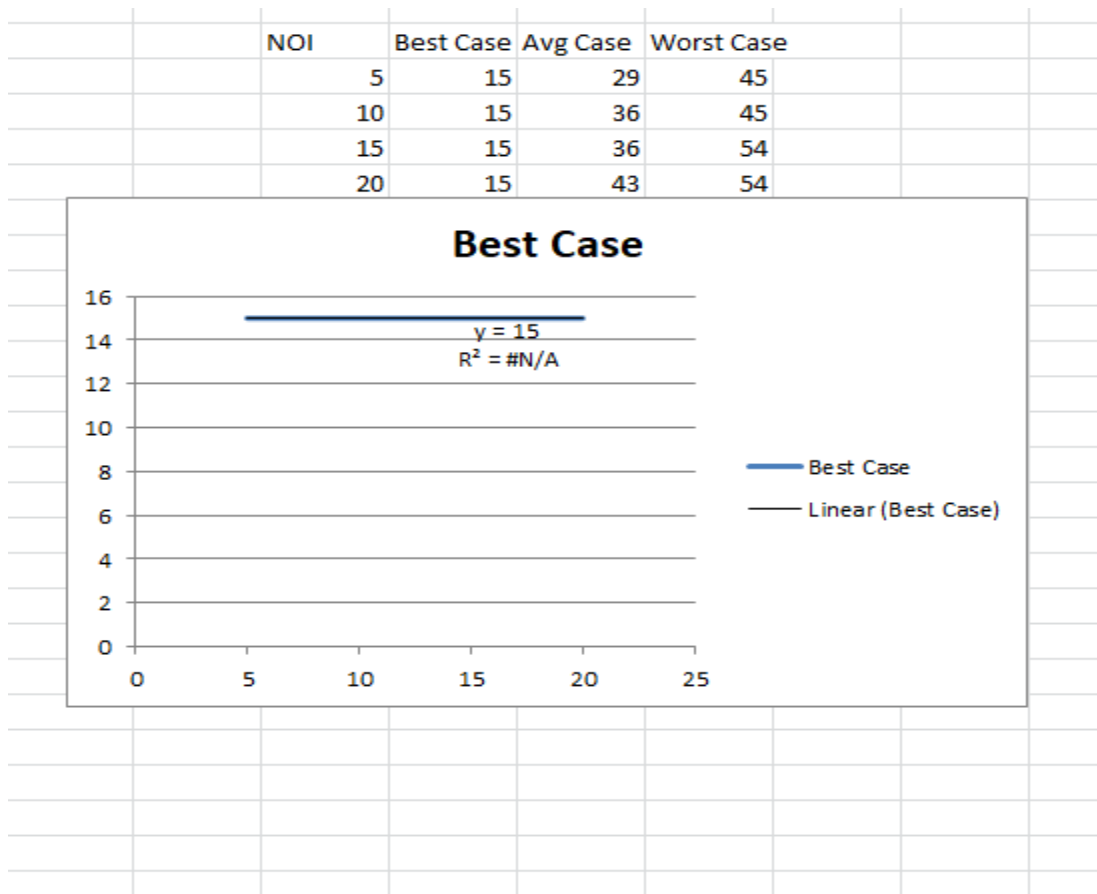 NOI Best Case Avg Case Worst Case
5 15 29 45
10 15 36 45
15 15 36 54
20 15 43 54
Best Case
16
14
12
10
8
6
4
2
0
y = 15
R² = #N/A
0 5 10 15 20 25
Best Case
Linear (Best Case)